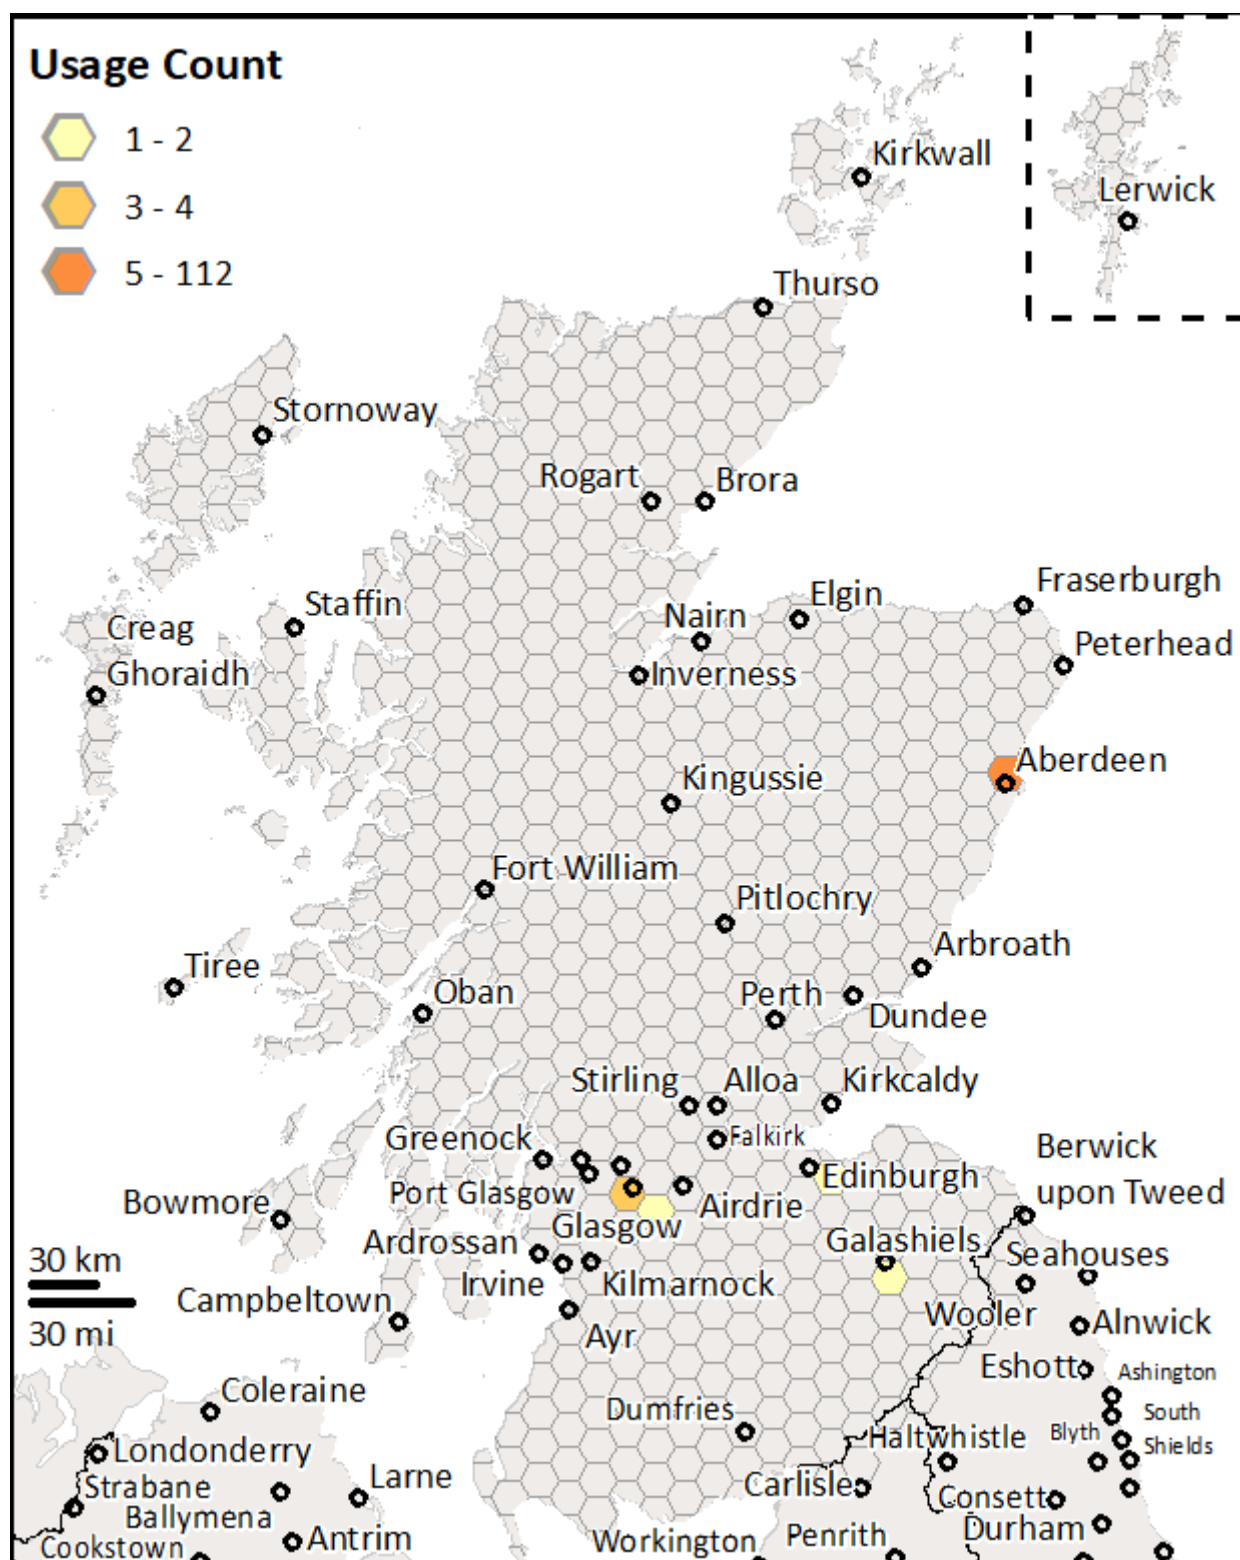 Usage Count
1 - 2
3 - 4
5 - 112
Kirkwall
Lerwick
Thurso
Stornoway
Rogart
Brora
Fraserburgh
Elgin
Staffin
Nairn
Creag
Ghoraidh
Peterhead
Inverness
Aberdeen
Kingussie
Fort William
Pitlochry
Arbroath
Tiree
Oban
Perth
Dundee
Stirling
Alloa
Kirkcaldy
Greenock
Falkirk
Berwick
upon Tweed
Edinburgh
Port Glasgow
Bowmore
Airdrie
Glasgow
Ardrossan
Galashiels
Seahouses
30 km
Irvine
Kilmarnock
Campbeltown
Wooler
Alnwick
30 mi
Ayr
Eshott
Ashington
Coleraine
Dumfries
South
Shields
Blyth
Haltwhistle
Londonderry
Larne
Strabane
Carlisle
Consett
Ballymena
Antrim
Durham
Cookstown
Workington
Penrith